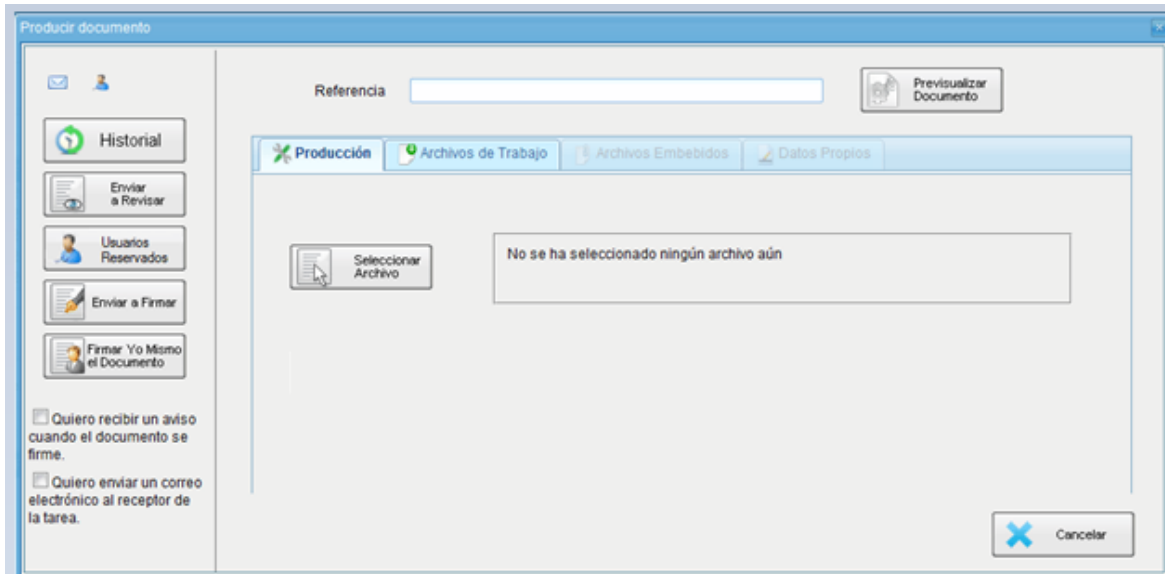 Producir documento
Referencia
Previsualizar
Documento
Historial
Enviar
a Revisar
Usuarios
Reservados
Enviar a Firmar
Firmar Yo Mismo
el Documento
Quiero recibir un aviso
cuando el documento se
firme.
Quiero enviar un correo
electrónico al receptor de
la tarea.
Producción
Archivos de Trabajo
Archivos Embebidos
Datos Propios
Seleccionar
Archivo
No se ha seleccionado ningún archivo aún
Cancelar